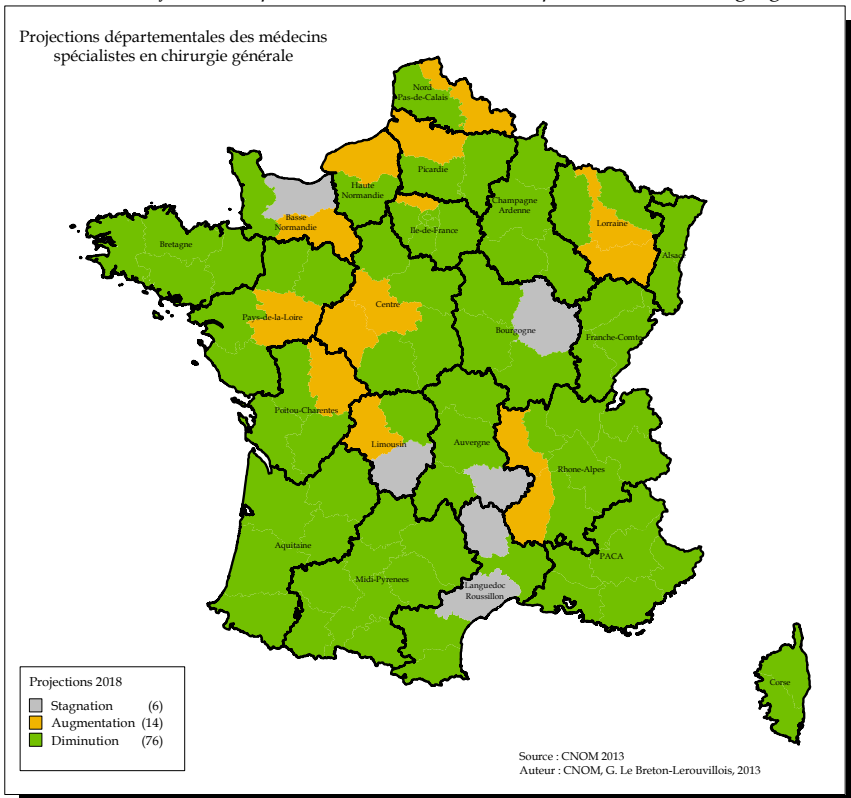 Projections départementales des médecins
spécialistes en chirurgie générale
Nord
Pas-de-Calais
Picardie
Haute
Normandie
Basse
Normandie
Ile-de-France
Champagne
Ardenne
Lorraine
Alsac
Bretagne
Pays-de-la-Loire
Centre
Bourgogne
Franche-Comte
Poitou-Charentes
Limousin
Auvergne
Rhone-Alpes
Aquitaine
Midi-Pyrenees
Languedoc
Roussillon
PACA
Corse
Projections 2018
Stagnation (6)
Augmentation (14)
Diminution (76)
Source : CNOM 2013
Auteur : CNOM, G. Le Breton-Lerouvillois, 2013